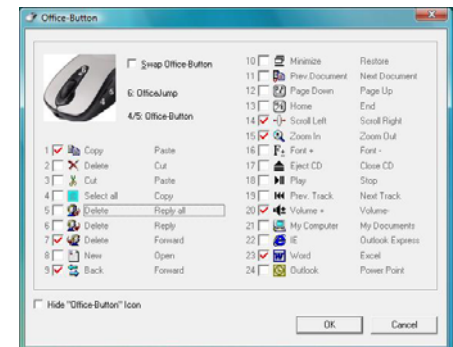 Office-Button
Swap Office-Button
6: OfficeJump
4/5: Office-Button
1 Copy Paste
2 Delete Cut
3 Cut Paste
4 Select all Copy
5 Delete Reply all
6 Delete Reply
7 Delete Forward
8 New Open
9 Back Forward
10 Minimize Restore
11 Prev.Document Next Document
12 Page Down Page Up
13 Home End
14 Scroll Left Scroll Right
15 Zoom In Zoom Out
16 Font + Font -
17 Eject CD Close CD
18 Play Stop
19 Prev. Track Next Track
20 Volume + Volume-
21 My Computer My Documents
22 IE Outlook Express
23 Word Excel
24 Outlook Power Point
Hide "Office-Button" Icon
OK Cancel